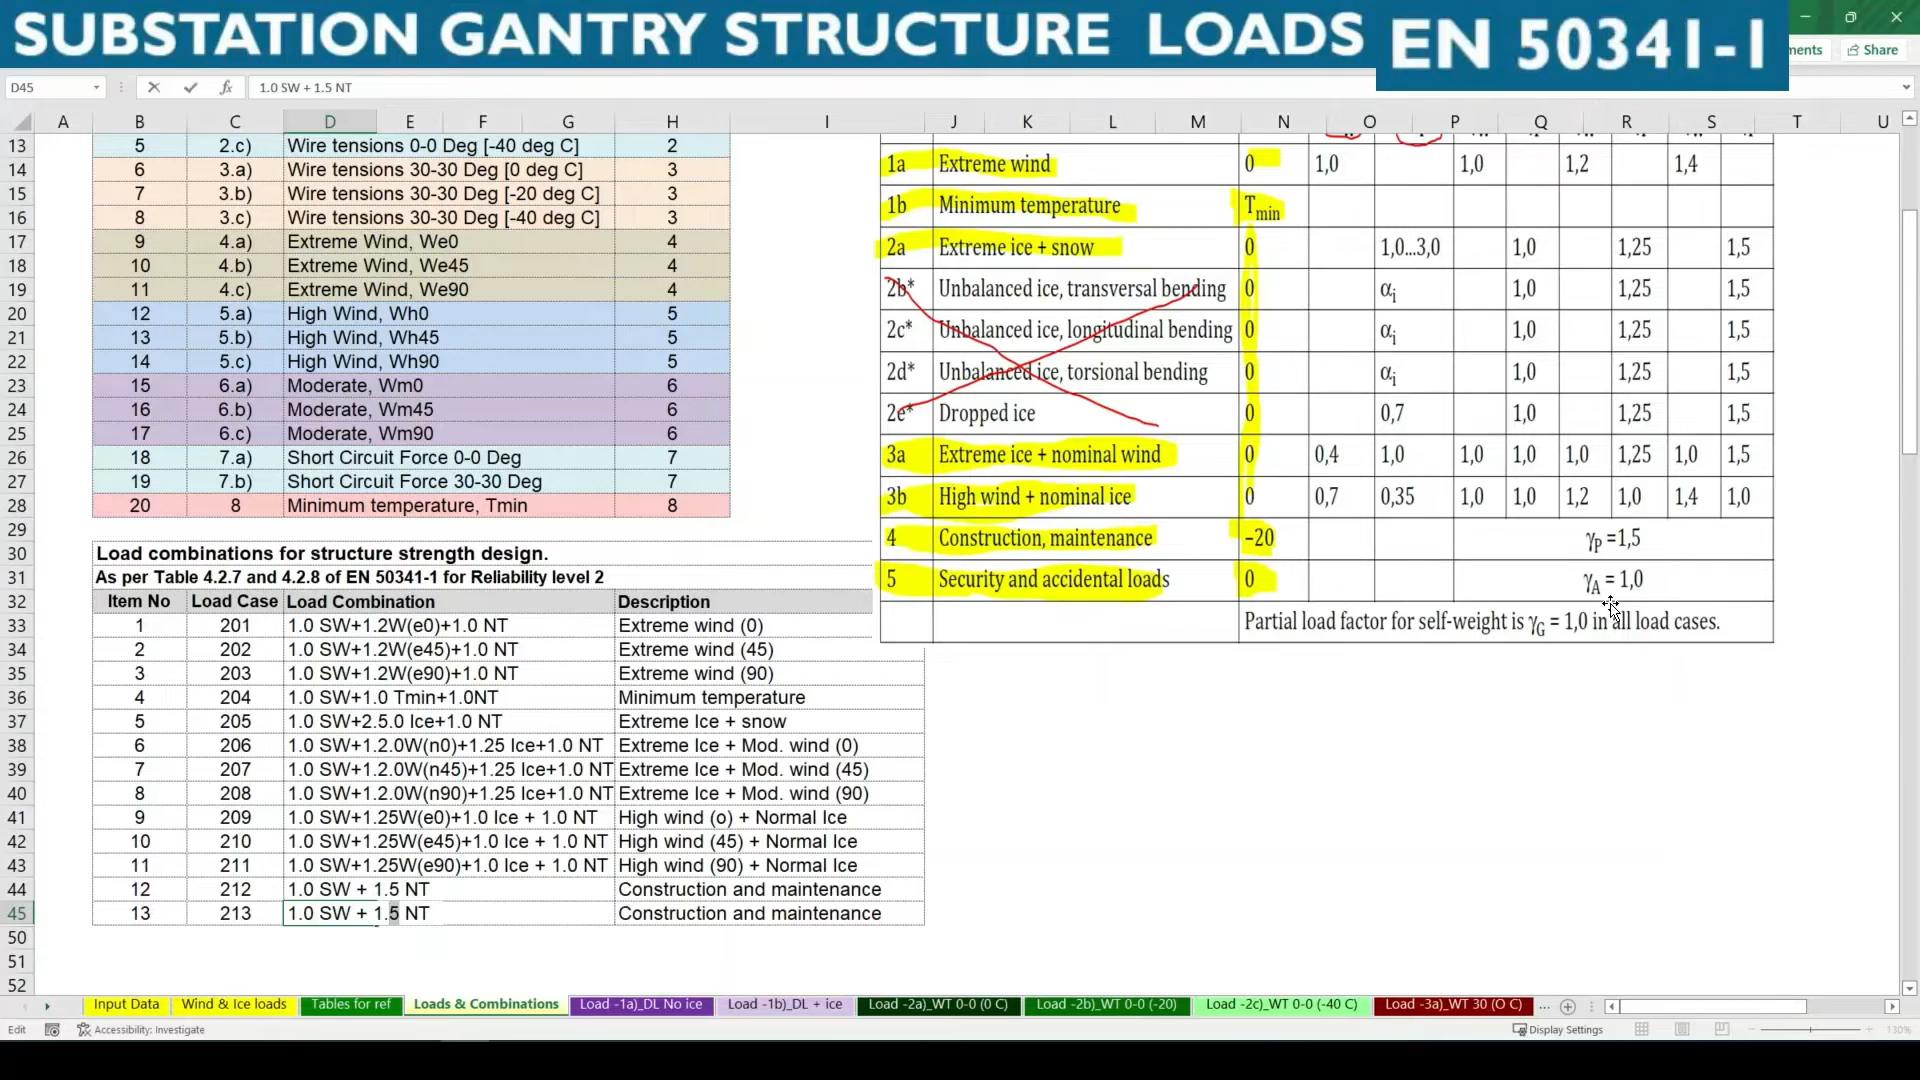 SUBSTATION GANTRY STRUCTURE LOADS EN 50341-1
Share
D45 1.0 SW + 1.5 NT
A B C D E F G H I J K L M N O P Q R S T U
13 5 2.c) Wire tensions 0-0 Deg [-40 deg C] 2
14 6 3.a) Wire tensions 30-30 Deg [0 deg C] 3
15 7 3.b) Wire tensions 30-30 Deg [-20 deg C] 3
16 8 3.c) Wire tensions 30-30 Deg [-40 deg C] 3
17 9 4.a) Extreme Wind, We0 4
18 10 4.b) Extreme Wind, We45 4
19 11 4.c) Extreme Wind, We90 4
20 12 5.a) High Wind, Wh0 5
21 13 5.b) High Wind, Wh45 5
22 14 5.c) High Wind, Wh90 5
23 15 6.a) Moderate, Wm0 6
24 16 6.b) Moderate, Wm45 6
25 17 6.c) Moderate, Wm90 6
26 18 7.a) Short Circuit Force 0-0 Deg 7
27 19 7.b) Short Circuit Force 30-30 Deg 7
28 20 8 Minimum temperature, Tmin 8
29
30 Load combinations for structure strength design.
31 As per Table 4.2.7 and 4.2.8 of EN 50341-1 for Reliability level 2
32 Item No Load Case Load Combination Description
33 1 201 1.0 SW+1.2W(e0)+1.0 NT Extreme wind (0)
34 2 202 1.0 SW+1.2W(e45)+1.0 NT Extreme wind (45)
35 3 203 1.0 SW+1.2W(e90)+1.0 NT Extreme wind (90)
36 4 204 1.0 SW+1.0 Tmin+1.0NT Minimum temperature
37 5 205 1.0 SW+2.5.0 Ice+1.0 NT Extreme Ice + snow
38 6 206 1.0 SW+1.2.0W(n0)+1.25 Ice+1.0 NT Extreme Ice + Mod. wind (0)
39 7 207 1.0 SW+1.2.0W(n45)+1.25 Ice+1.0 NT Extreme Ice + Mod. wind (45)
40 8 208 1.0 SW+1.2.0W(n90)+1.25 Ice+1.0 NT Extreme Ice + Mod. wind (90)
41 9 209 1.0 SW+1.25W(e0)+1.0 Ice + 1.0 NT High wind (o) + Normal Ice
42 10 210 1.0 SW+1.25W(e45)+1.0 Ice + 1.0 NT High wind (45) + Normal Ice
43 11 211 1.0 SW+1.25W(e90)+1.0 Ice + 1.0 NT High wind (90) + Normal Ice
44 12 212 1.0 SW + 1.5 NT Construction and maintenance
45 13 213 1.0 SW + 1.5 NT Construction and maintenance
50
51
52
1a Extreme wind 0 1,0 1,0 1,2 1,4
1b Minimum temperature Tmin
2a Extreme ice + snow 0 1,0...3,0 1,0 1,25 1,5
2b* Unbalanced ice, transversal bending 0 αi 1,0 1,25 1,5
2c* Unbalanced ice, longitudinal bending 0 αi 1,0 1,25 1,5
2d* Unbalanced ice, torsional bending 0 αi 1,0 1,25 1,5
2e* Dropped ice 0 0,7 1,0 1,25 1,5
3a Extreme ice + nominal wind 0 0,4 1,0 1,0 1,0 1,0 1,25 1,0 1,5
3b High wind + nominal ice 0 0,7 0,35 1,0 1,0 1,2 1,0 1,4 1,0
4 Construction, maintenance −20 γP =1,5
5 Security and accidental loads 0 γA = 1,0
Partial load factor for self-weight is γG = 1,0 in all load cases.
Input Data Wind & Ice loads Tables for ref Loads & Combinations Load -1a)_DL No ice Load -1b)_DL + ice Load -2a)_WT 0-0 (0 C) Load -2b)_WT 0-0 (-20) Load -2c)_WT 0-0 (-40 C) Load -3a)_WT 30 (O C) ...
Edit Accessibility: Investigate Display Settings 130%